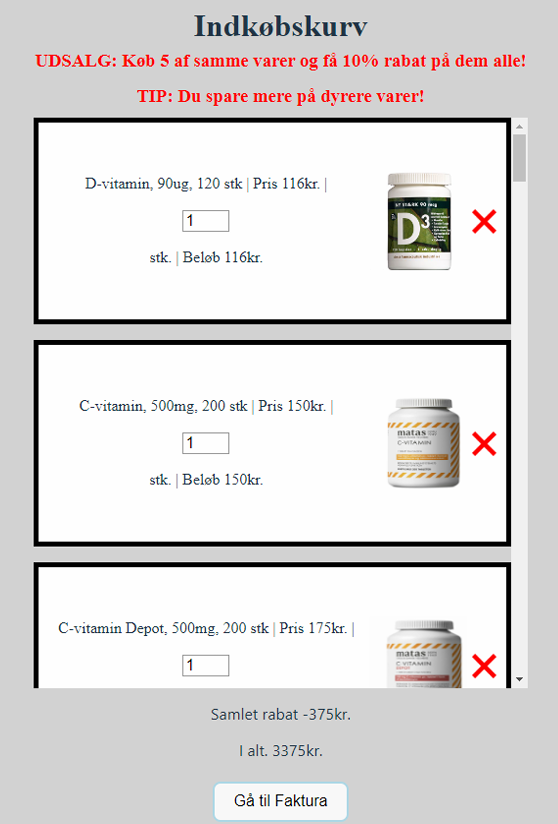 Indkøbskurv
UDSALG: Køb 5 af samme varer og få 10% rabat på dem alle!
TIP: Du spare mere på dyrere varer!
D-vitamin, 90ug, 120 stk | Pris 116kr. |
1
stk. | Beløb 116kr.
D3
C-vitamin, 500mg, 200 stk | Pris 150kr. |
1
stk. | Beløb 150kr.
matas
C-VITAMIN
C-vitamin Depot, 500mg, 200 stk | Pris 175kr. |
1
matas
C-VITAMIN
Samlet rabat -375kr.
I alt. 3375kr.
Gå til Faktura